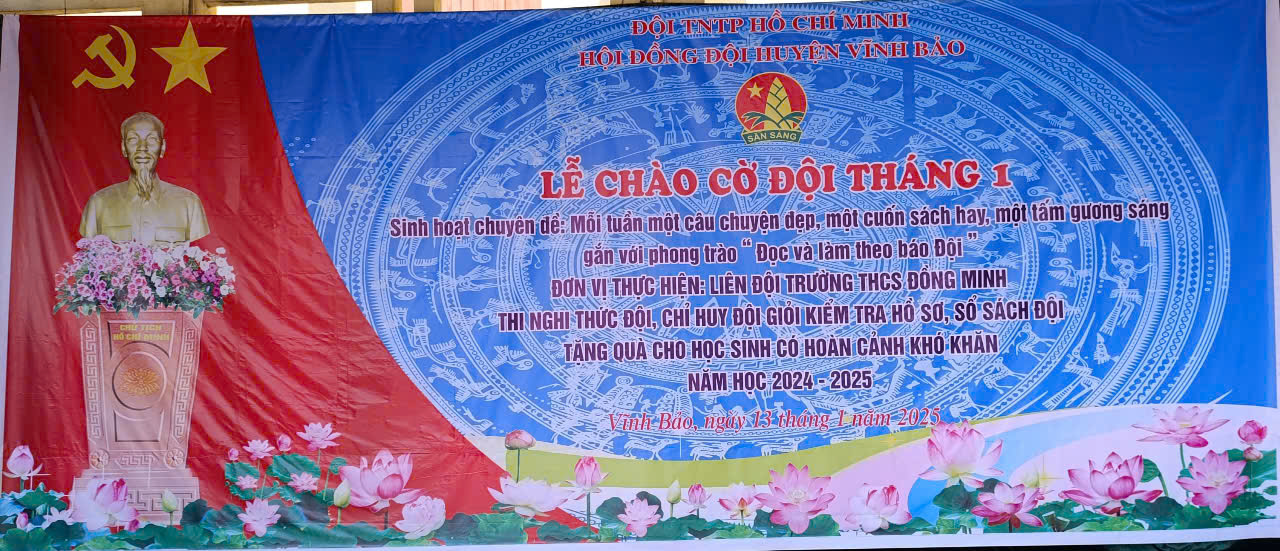 ĐỘI TNTP HỒ CHÍ MINH
HỘI ĐỒNG ĐỘI HUYỆN VĨNH BẢO
SẴN SÀNG
LỄ CHÀO CỜ ĐỘI THÁNG 1
Sinh hoạt chuyên đề: Mỗi tuần một câu chuyện đẹp, một cuốn sách hay, một tấm gương sáng
gắn với phong trào “ Đọc và làm theo báo Đội ”
ĐƠN VỊ THỰC HIỆN: LIÊN ĐỘI TRƯỜNG THCS ĐỒNG MINH
THI NGHI THỨC ĐỘI, CHỈ HUY ĐỘI GIỎI KIỂM TRA HỒ SƠ, SỔ SÁCH ĐỘI
TẶNG QUÀ CHO HỌC SINH CÓ HOÀN CẢNH KHÓ KHĂN
NĂM HỌC 2024 - 2025
Vĩnh Bảo, ngày 13 tháng 1 năm 2025
CHỦ TỊCH
HỒ CHÍ MINH